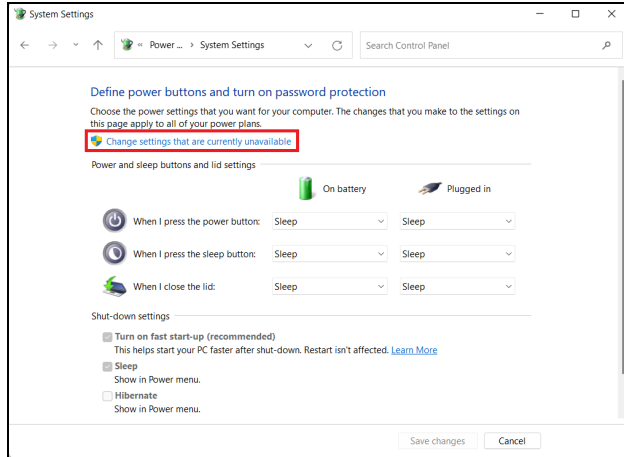 System Settings
« Power ... › System Settings
Search Control Panel
Define power buttons and turn on password protection
Choose the power settings that you want for your computer. The changes that you make to the settings on
this page apply to all of your power plans.
Change settings that are currently unavailable
Power and sleep buttons and lid settings
On battery Plugged in
When I press the power button: Sleep Sleep
When I press the sleep button: Sleep Sleep
When I close the lid: Sleep Sleep
Shut-down settings
Turn on fast start-up (recommended)
This helps start your PC faster after shut-down. Restart isn't affected. Learn More
Sleep
Show in Power menu.
Hibernate
Show in Power menu.
Save changes Cancel